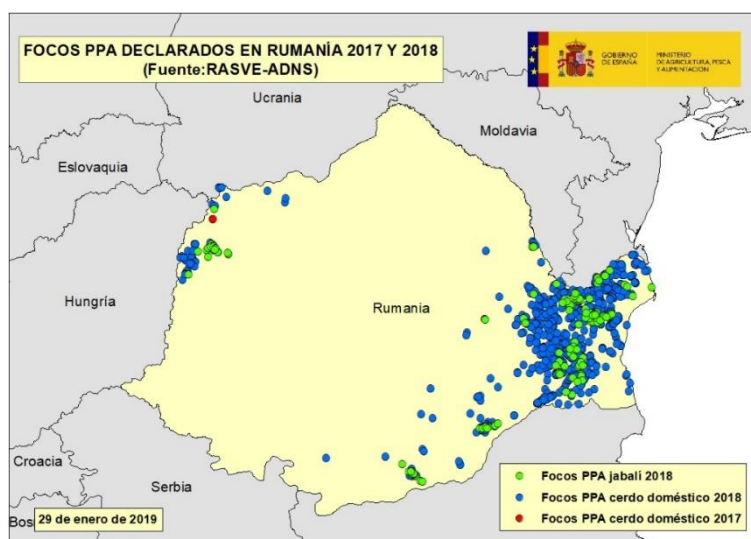 FOCOS PPA DECLARADOS EN RUMANÍA 2017 Y 2018
(Fuente:RASVE-ADNS)
GOBIERNO
DE ESPAÑA
MINISTERIO
DE AGRICULTURA, PESCA
Y ALIMENTACIÓN
Ucrania
Moldavia
Eslovaquia
Hungría
Rumania
Croacia
Serbia
Bos
Focos PPA jabalí 2018
Focos PPA cerdo doméstico 2018
Focos PPA cerdo doméstico 2017
29 de enero de 2019